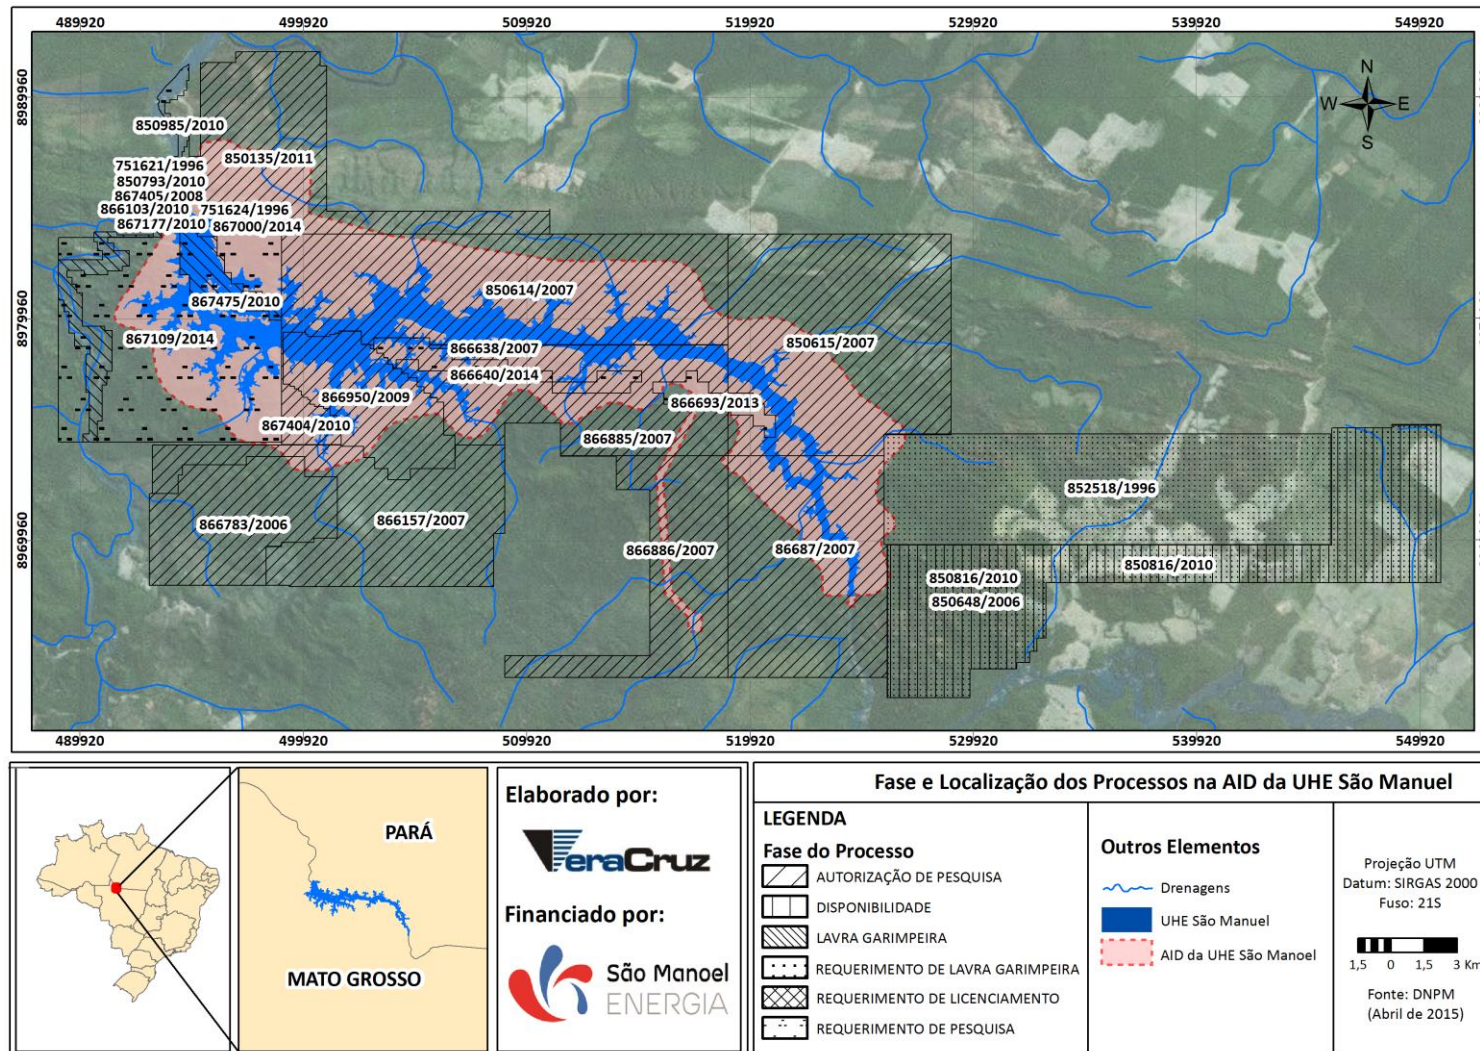 489920 499920 509920 519920 529920 539920 549920
8989960
8979960
8969960
N
W E
S
850985/2010
850135/2011
751621/1996
850793/2010
867405/2008
866103/2010
751624/1996
867177/2010
867000/2014
867475/2010
850614/2007
867109/2014
866638/2007
850615/2007
866640/2014
866950/2009
866693/2013
867404/2010
866885/2007
852518/1996
866783/2006
866157/2007
866886/2007
86687/2007
850816/2010
850816/2010
850648/2006
489920 499920 509920 519920 529920 539920 549920
PARÁ
MATO GROSSO
Elaborado por:
VeraCruz
Financiado por:
São Manoel
ENERGIA
Fase e Localização dos Processos na AID da UHE São Manuel
LEGENDA
Fase do Processo
AUTORIZAÇÃO DE PESQUISA
DISPONIBILIDADE
LAVRA GARIMPEIRA
REQUERIMENTO DE LAVRA GARIMPEIRA
REQUERIMENTO DE LICENCIAMENTO
REQUERIMENTO DE PESQUISA
Outros Elementos
Drenagens
UHE São Manuel
AID da UHE São Manoel
Projeção UTM
Datum: SIRGAS 2000
Fuso: 21S
1,5 0 1,5 3 Km
Fonte: DNPM
(Abril de 2015)